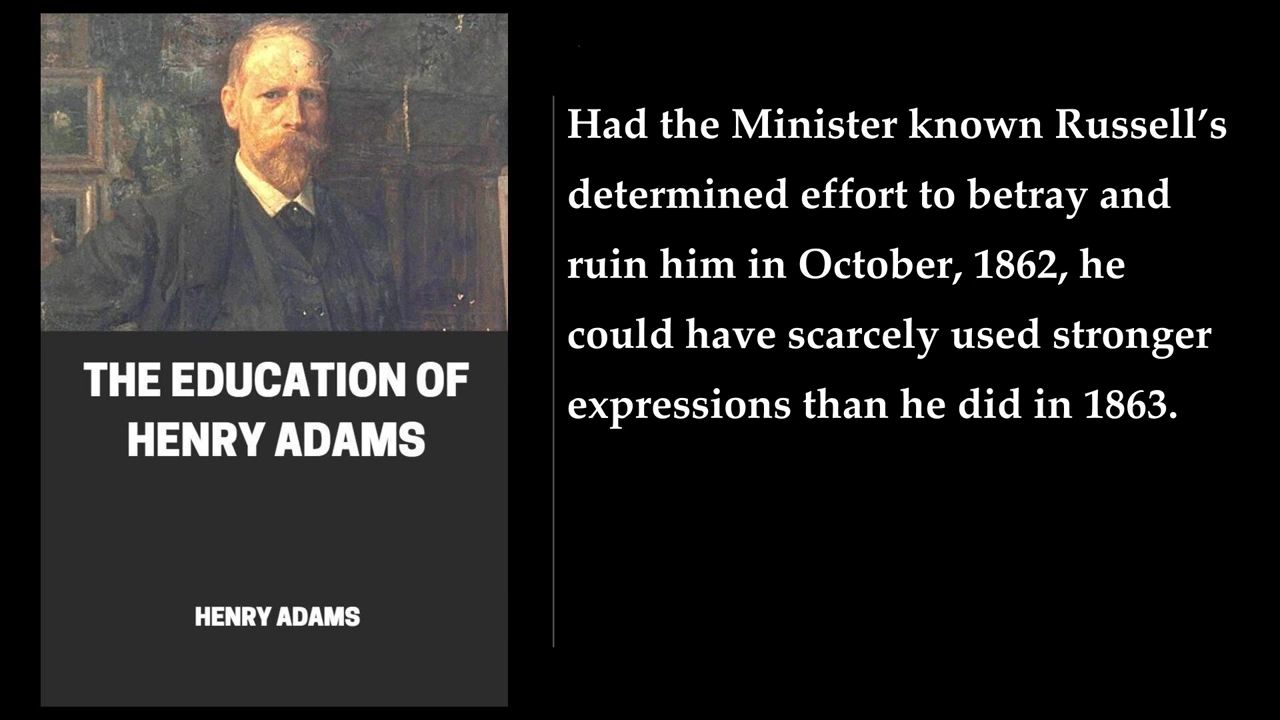 THE EDUCATION OF
HENRY ADAMS
HENRY ADAMS
Had the Minister known Russell’s
determined effort to betray and
ruin him in October, 1862, he
could have scarcely used stronger
expressions than he did in 1863.